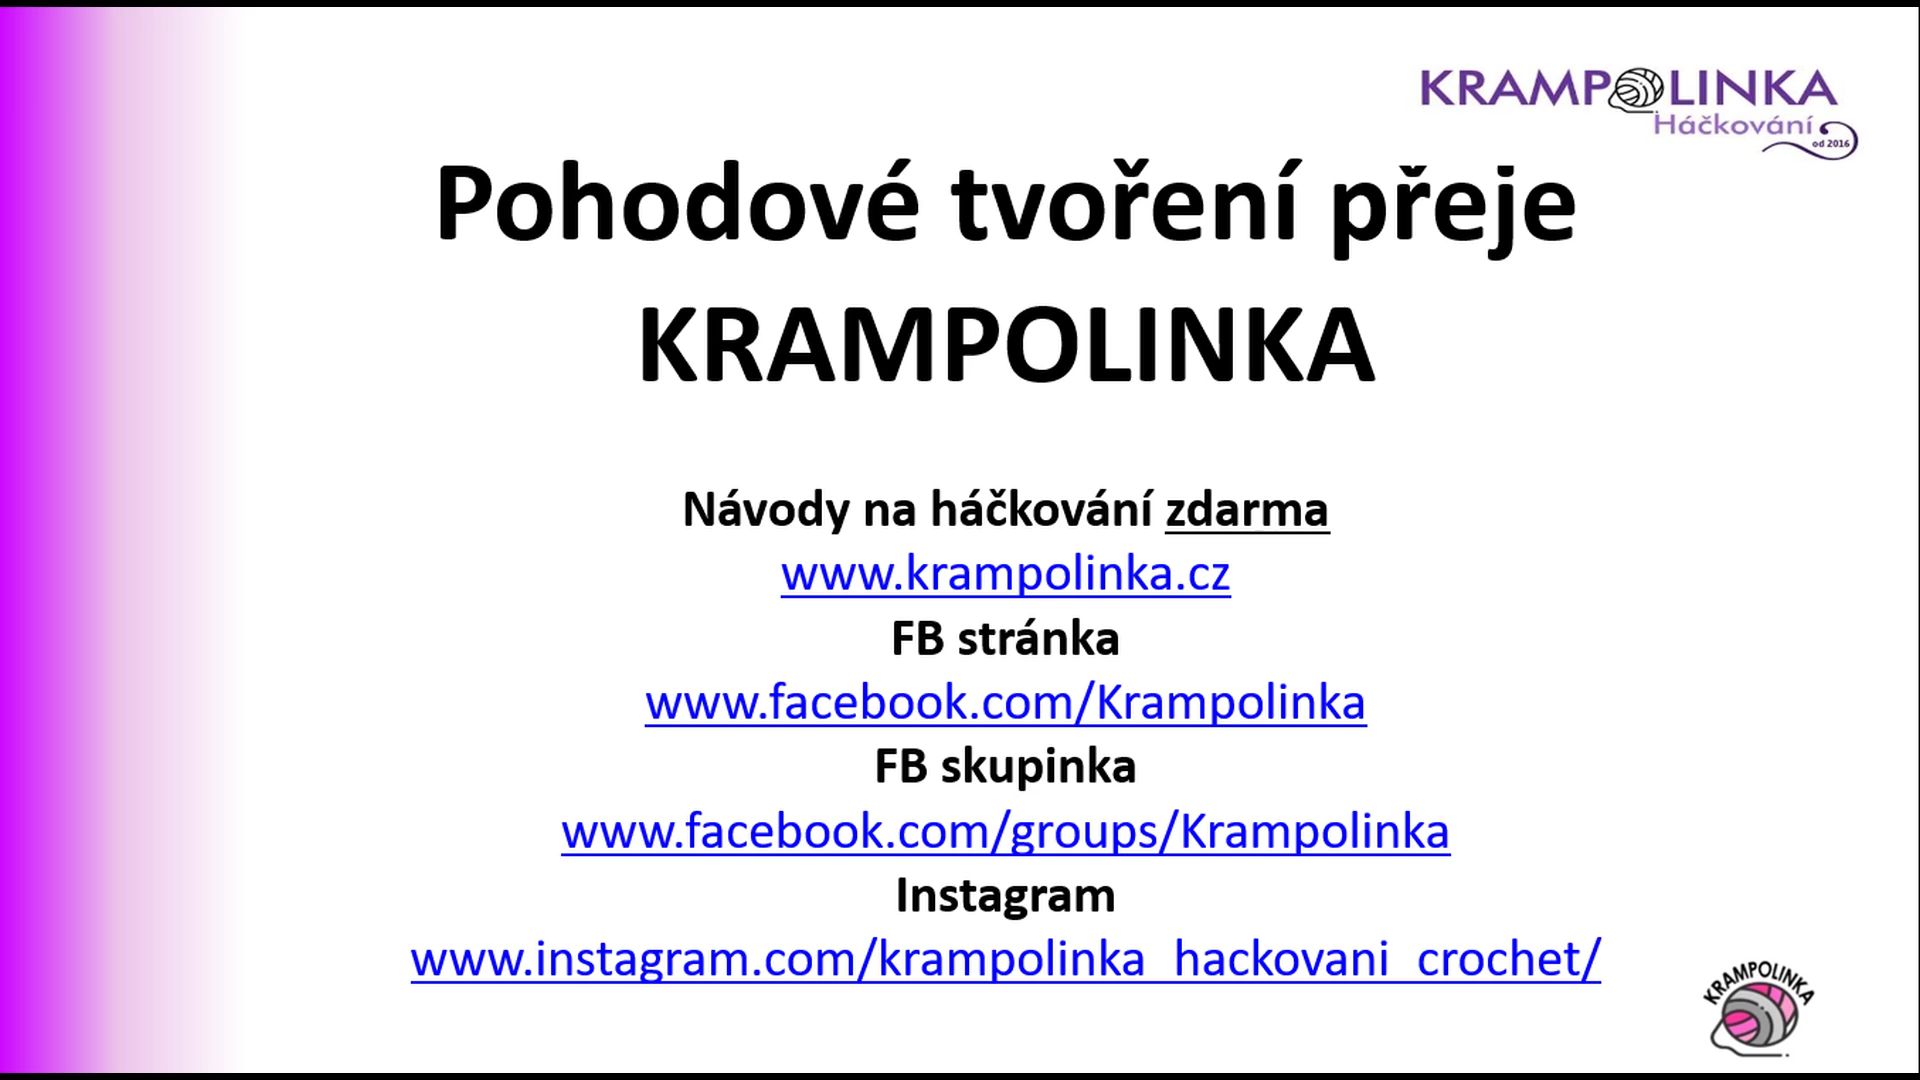 KRAMPOLINKA
Háčkování
od 2016
Pohodové tvoření přeje
KRAMPOLINKA
Návody na háčkování zdarma
www.krampolinka.cz
FB stránka
www.facebook.com/Krampolinka
FB skupinka
www.facebook.com/groups/Krampolinka
Instagram
www.instagram.com/krampolinka_hackovani_crochet/
KRAMPOLINKA